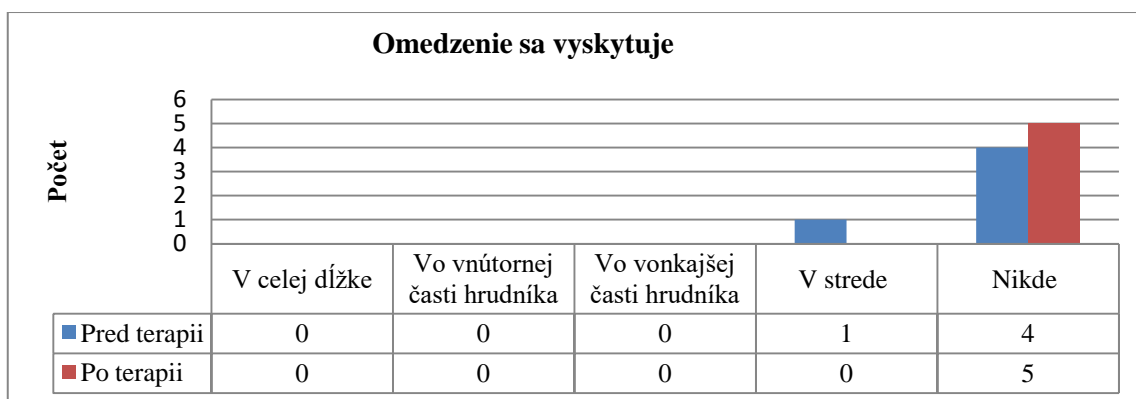 Omedzenie sa vyskytuje
Počet
6
5
4
3
2
1
0
V celej dĺžke
Vo vnútornej
časti hrudníka
Vo vonkajšej
časti hrudníka
V strede
Nikde
Pred terapii 0 0 0 1 4
Po terapii 0 0 0 0 5